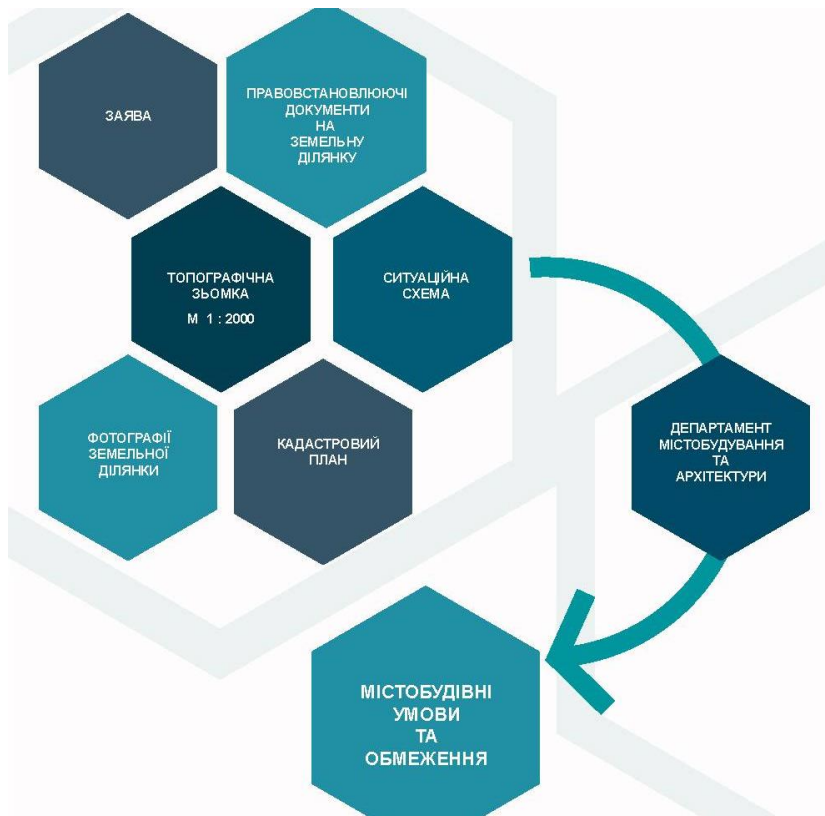 ЗАЯВА
ПРАВОВСТАНОВЛЮЮЧІ
ДОКУМЕНТИ
НА
ЗЕМЕЛЬНУ
ДІЛЯНКУ
ТОПОГРАФІЧНА
ЗЬОМКА
М 1 : 2000
СИТУАЦІЙНА
СХЕМА
ФОТОГРАФІЇ
ЗЕМЕЛЬНОЇ
ДІЛЯНКИ
КАДАСТРОВИЙ
ПЛАН
ДЕПАРТАМЕНТ
МІСТОБУДУВАННЯ
ТА
АРХІТЕКТУРИ
МІСТОБУДІВНІ
УМОВИ
ТА
ОБМЕЖЕННЯ